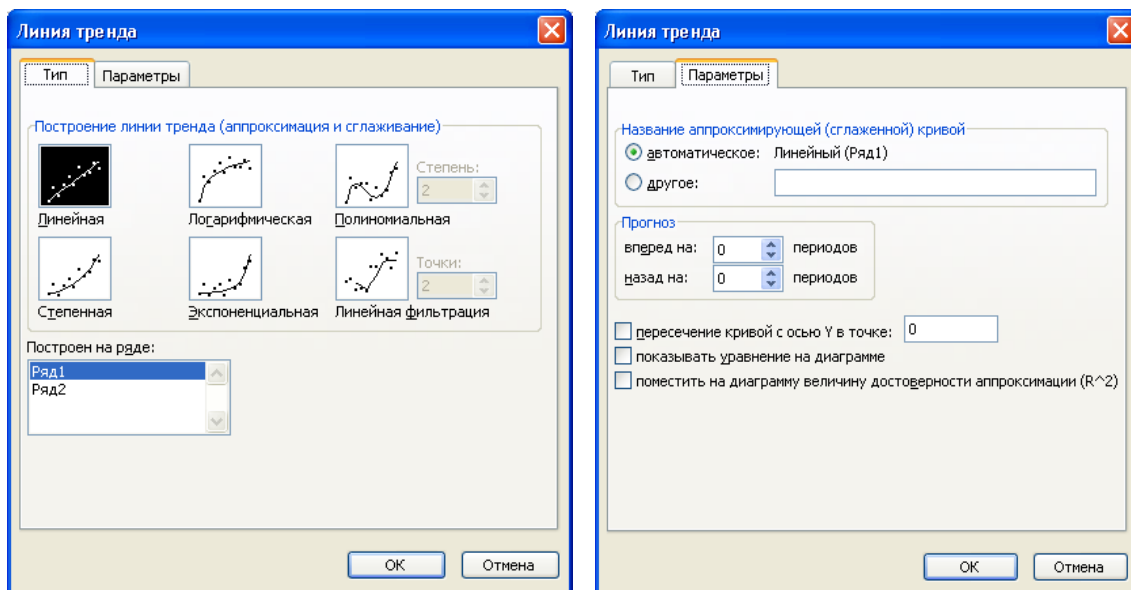 Линия тренда
Тип
Параметры
Построение линии тренда (аппроксимация и сглаживание)
Степень:
2
Линейная
Логарифмическая
Полиномиальная
Точки:
2
Степенная
Экспоненциальная
Линейная фильтрация
Построен на ряде:
Ряд1
Ряд2
ОК
Отмена
Линия тренда
Тип
Параметры
Название аппроксимирующей (сглаженной) кривой
автоматическое: Линейный (Ряд1)
другое:
Прогноз
вперед на: 0 периодов
назад на: 0 периодов
пересечение кривой с осью Y в точке: 0
показывать уравнение на диаграмме
поместить на диаграмму величину достоверности аппроксимации (R^2)
ОК
Отмена